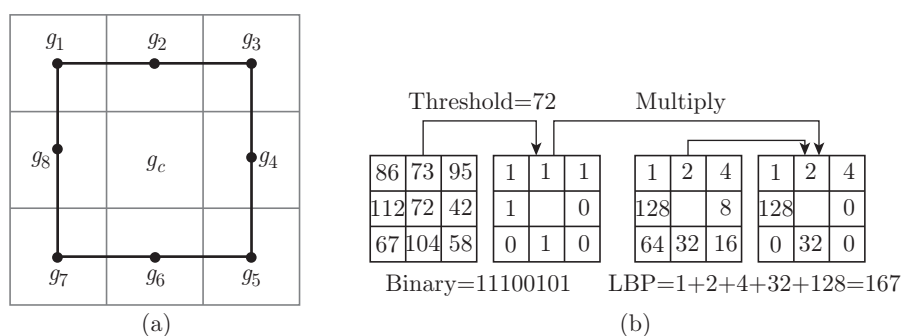 g1 g2 g3
g8 gc g4
g7 g6 g5
(a)
Threshold=72 Multiply
86 73 95 1 1 1 1 2 4 1 2 4
112 72 42 1 0 128 8 128 0
67 104 58 0 1 0 64 32 16 0 32 0
Binary=11100101 LBP=1+2+4+32+128=167
(b)